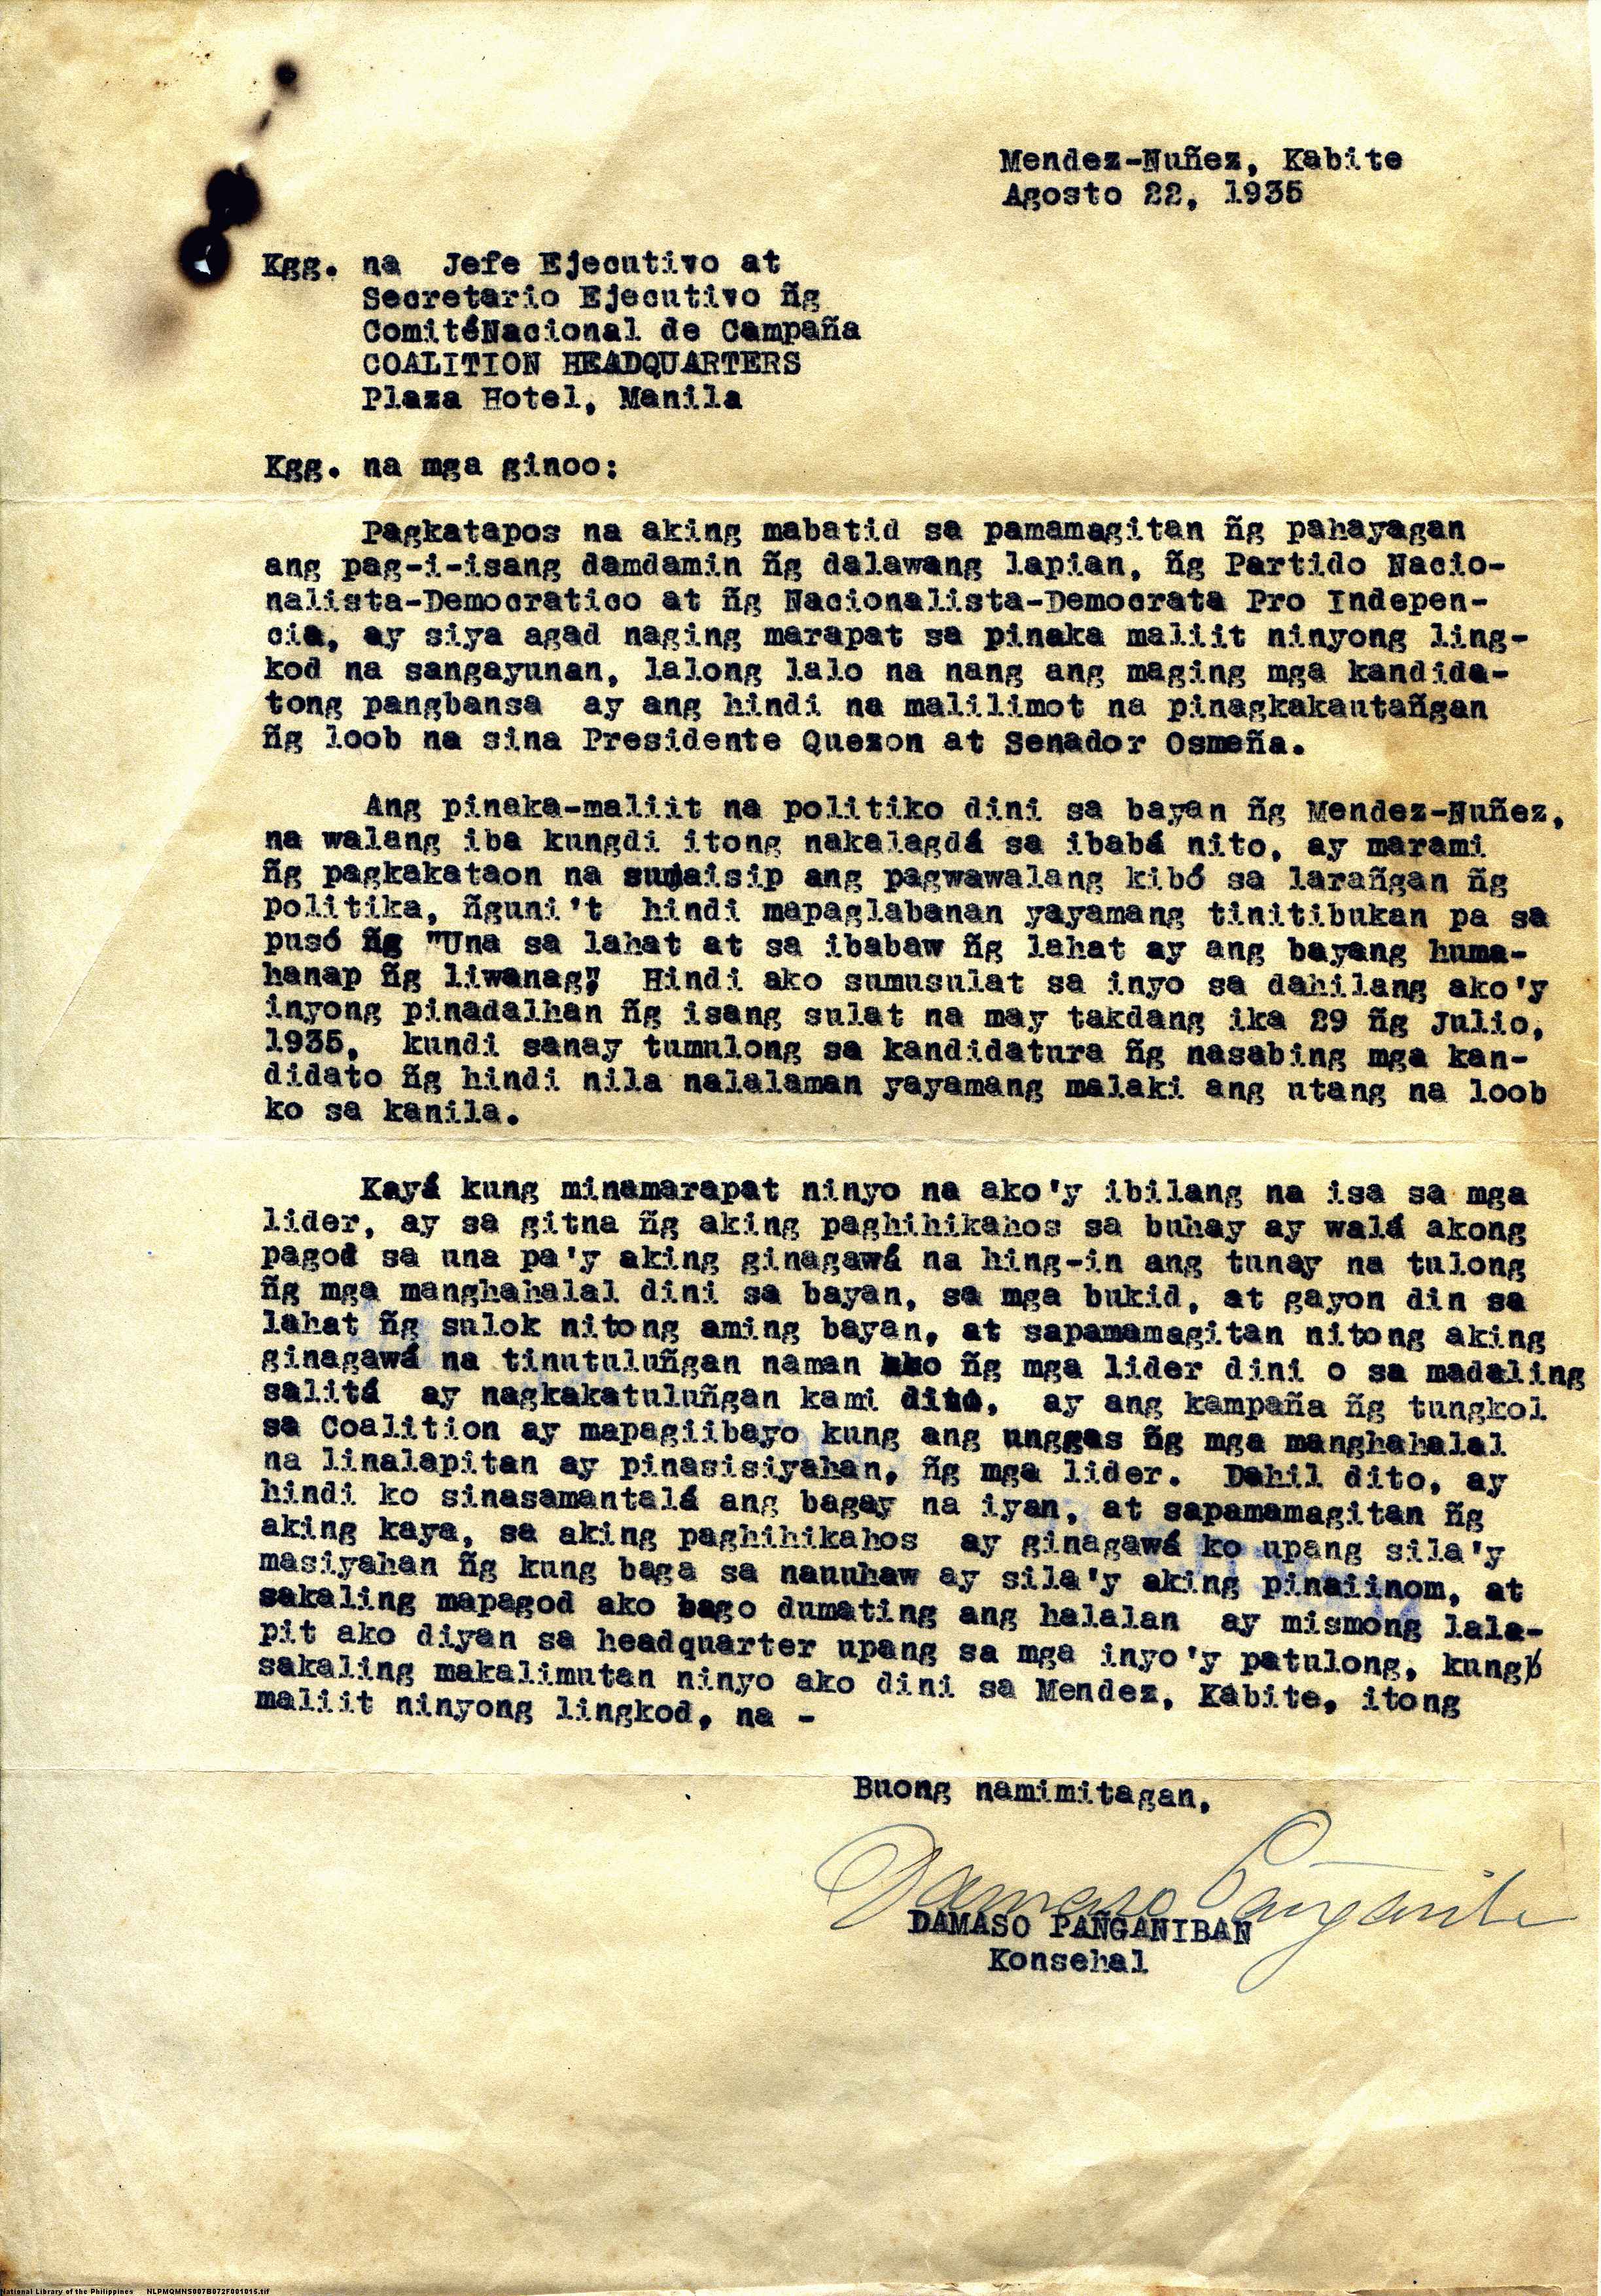 Mendez-Nuñez, Kabite
Agosto 22, 1935
Kgg. na Jefe Ejecutivo at
Secretario Ejecutivo ñg
ComitéNacional de Campaña
COALITION HEADQUARTERS
Plaza Hotel, Manila
Kgg. na mga ginoo:
Pagkatapos na aking mabatid sa pamamagitan ñg pahayagan
ang pag-i-isang damdamin ñg dalawang lapian, ñg Partido Nacio-
nalista-Democratico at ñg Nacionalista-Democrata Pro Indepen-
cia, ay siya agad naging marapat sa pinaka maliit ninyong ling-
kod na sangayunan, lalong lalo na nang ang maging mga kandida-
tong pangbansa ay ang hindi na malilimot na pinagkakautañgan
ñg loob na sina Presidente Quezon at Senador Osmeña.
Ang pinaka-maliit na politiko dini sa bayan ñg Mendez-Nuñez,
na walang iba kungdi itong nakalagdá sa ibabá nito, ay marami
ñg pagkakataon na sumaisip ang pagwawalang kibó sa larañgan ñg
politika, ñguni't hindi mapaglabanan yayamang tinitibukan pa sa
pusó ñg "Una sa lahat at sa ibabaw ñg lahat ay ang bayang huma-
hanap ñg liwanag" Hindi ako sumusulat sa inyo sa dahilang ako'y
inyong pinadalhan ñg isang sulat na may takdang ika 29 ñg Julio,
1935, kundi sanay tumulong sa kandidatura ñg nasabing mga kan-
didato ñg hindi nila nalalaman yayamang malaki ang utang na loob
ko sa kanila.
Kayá kung minamarapat ninyo na ako'y ibilang na isa sa mga
lider, ay sa gitna ñg aking paghihikahos sa buhay ay walá akong
pagod sa una pa'y aking ginagawá na hing-in ang tunay na tulong
ñg mga manghahalal dini sa bayan, sa mga bukid, at gayon din sa
lahat ñg sulok nitong aming bayan, at sapamamagitan nitong aking
ginagawá na tinutuluñgan naman ako ñg mga lider dini o sa madaling
salitá ay nagkakatuluñgan kami dito, ay ang kampaña ñg tungkol
sa Coalition ay mapagiibayo kung ang unggas ñg mga manghahalal
na linalapitan ay pinasisiyahan, ñg mga lider. Dahil dito, ay
hindi ko sinasamantalá ang bagay na iyan, at sapamamagitan ñg
aking kaya, sa aking paghihikahos ay ginagawá ko upang sila'y
masiyahan ñg kung baga sa nauuhaw ay sila'y aking pinaiinom, at
sakaling mapagod ako bago dumating ang halalan ay mismong lala-
pit ako diyan sa headquarter upang sa mga inyo'y patulong, kung
sakaling makalimutan ninyo ako dini sa Mendez, Kabite, itong
maliit ninyong lingkod, na -
Buong namimitagan,
Damaso Pangániban
DAMASO PAÑGANIBAN
Konsehal
National Library of the Philippines NLPMQMNS007B072F001015.tif